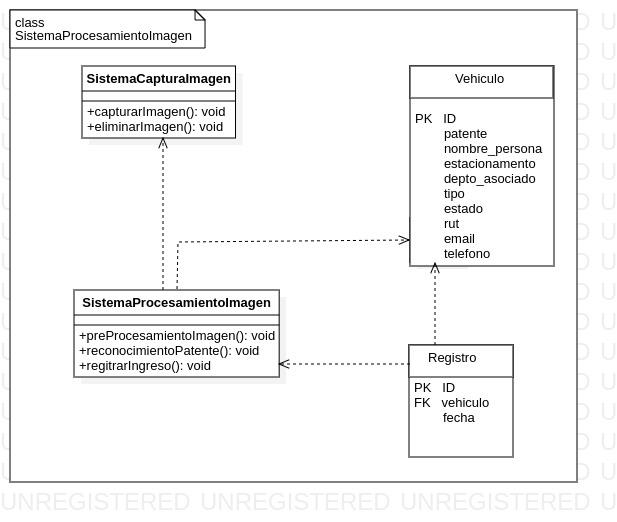 class
SistemaProcesamientoImagen
SistemaCapturaImagen
+capturarImagen(): void
+eliminarImagen(): void
Vehiculo
PK ID
patente
nombre_persona
estacionamento
depto_asociado
tipo
estado
rut
email
telefono
SistemaProcesamientoImagen
+preProcesamientoImagen(): void
+reconocimientoPatente(): void
+regitrarIngreso(): void
Registro
PK ID
FK vehiculo
fecha
UNREGISTERED UNREGISTERED UNREGISTERED U